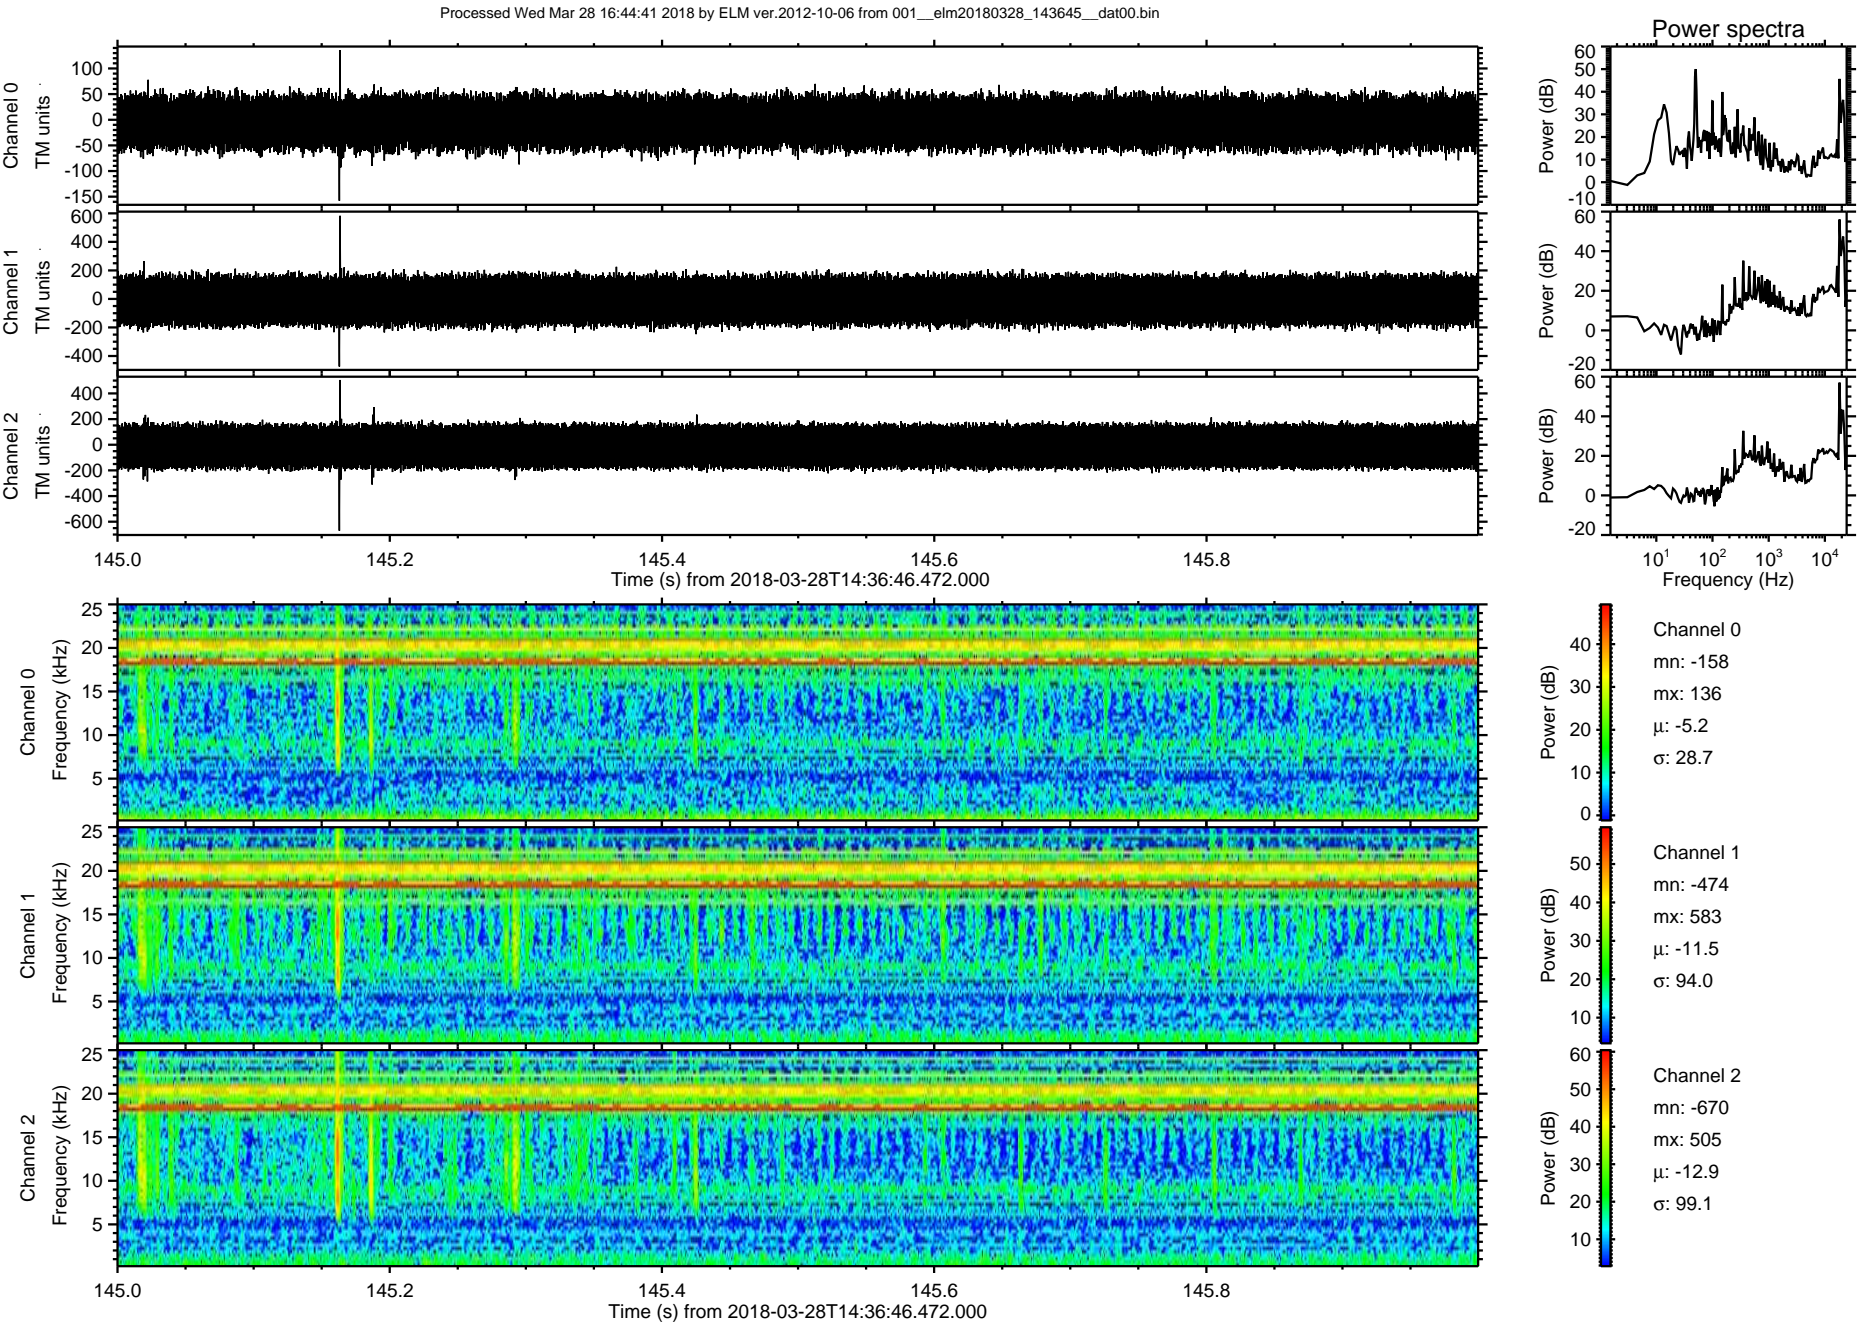 Processed Wed Mar 28 16:44:41 2018 by ELM ver.2012-10-06 from 001__elm20180328_143645__dat00.bin
Power spectra
Channel 0
TM units
100
50
0
-50
-100
-150
Power (dB)
60
50
40
30
20
10
0
-10
Channel 1
TM units
600
400
200
0
-200
-400
Power (dB)
60
40
20
0
-20
Channel 2
TM units
400
200
0
-200
-400
-600
Power (dB)
60
40
20
0
-20
145.0 145.2 145.4 145.6 145.8
Time (s) from 2018-03-28T14:36:46.472.000
10^1 10^2 10^3 10^4
Frequency (Hz)
Channel 0
Frequency (kHz)
25
20
15
10
5
Power (dB)
40
30
20
10
0
Channel 0
mn: -158
mx: 136
μ: -5.2
σ: 28.7
Channel 1
Frequency (kHz)
25
20
15
10
5
Power (dB)
50
40
30
20
10
Channel 1
mn: -474
mx: 583
μ: -11.5
σ: 94.0
Channel 2
Frequency (kHz)
25
20
15
10
5
Power (dB)
60
50
40
30
20
10
Channel 2
mn: -670
mx: 505
μ: -12.9
σ: 99.1
145.0 145.2 145.4 145.6 145.8
Time (s) from 2018-03-28T14:36:46.472.000